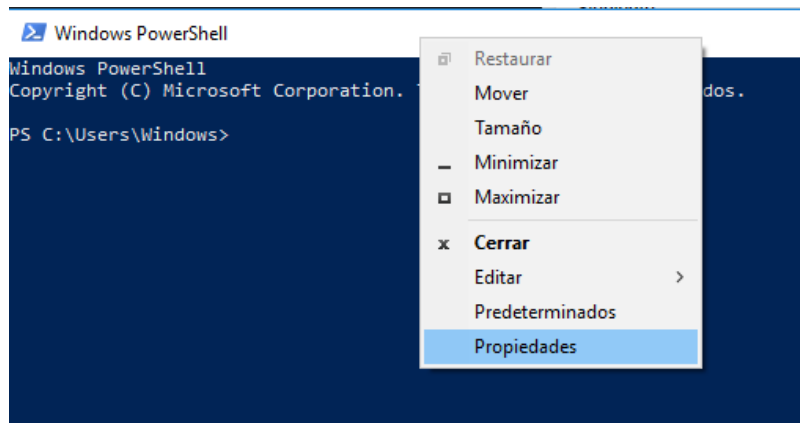 Windows PowerShell
Windows PowerShell
Copyright (C) Microsoft Corporation. dos.
PS C:\Users\Windows>
Restaurar
Mover
Tamaño
Minimizar
Maximizar
Cerrar
Editar
Predeterminados
Propiedades